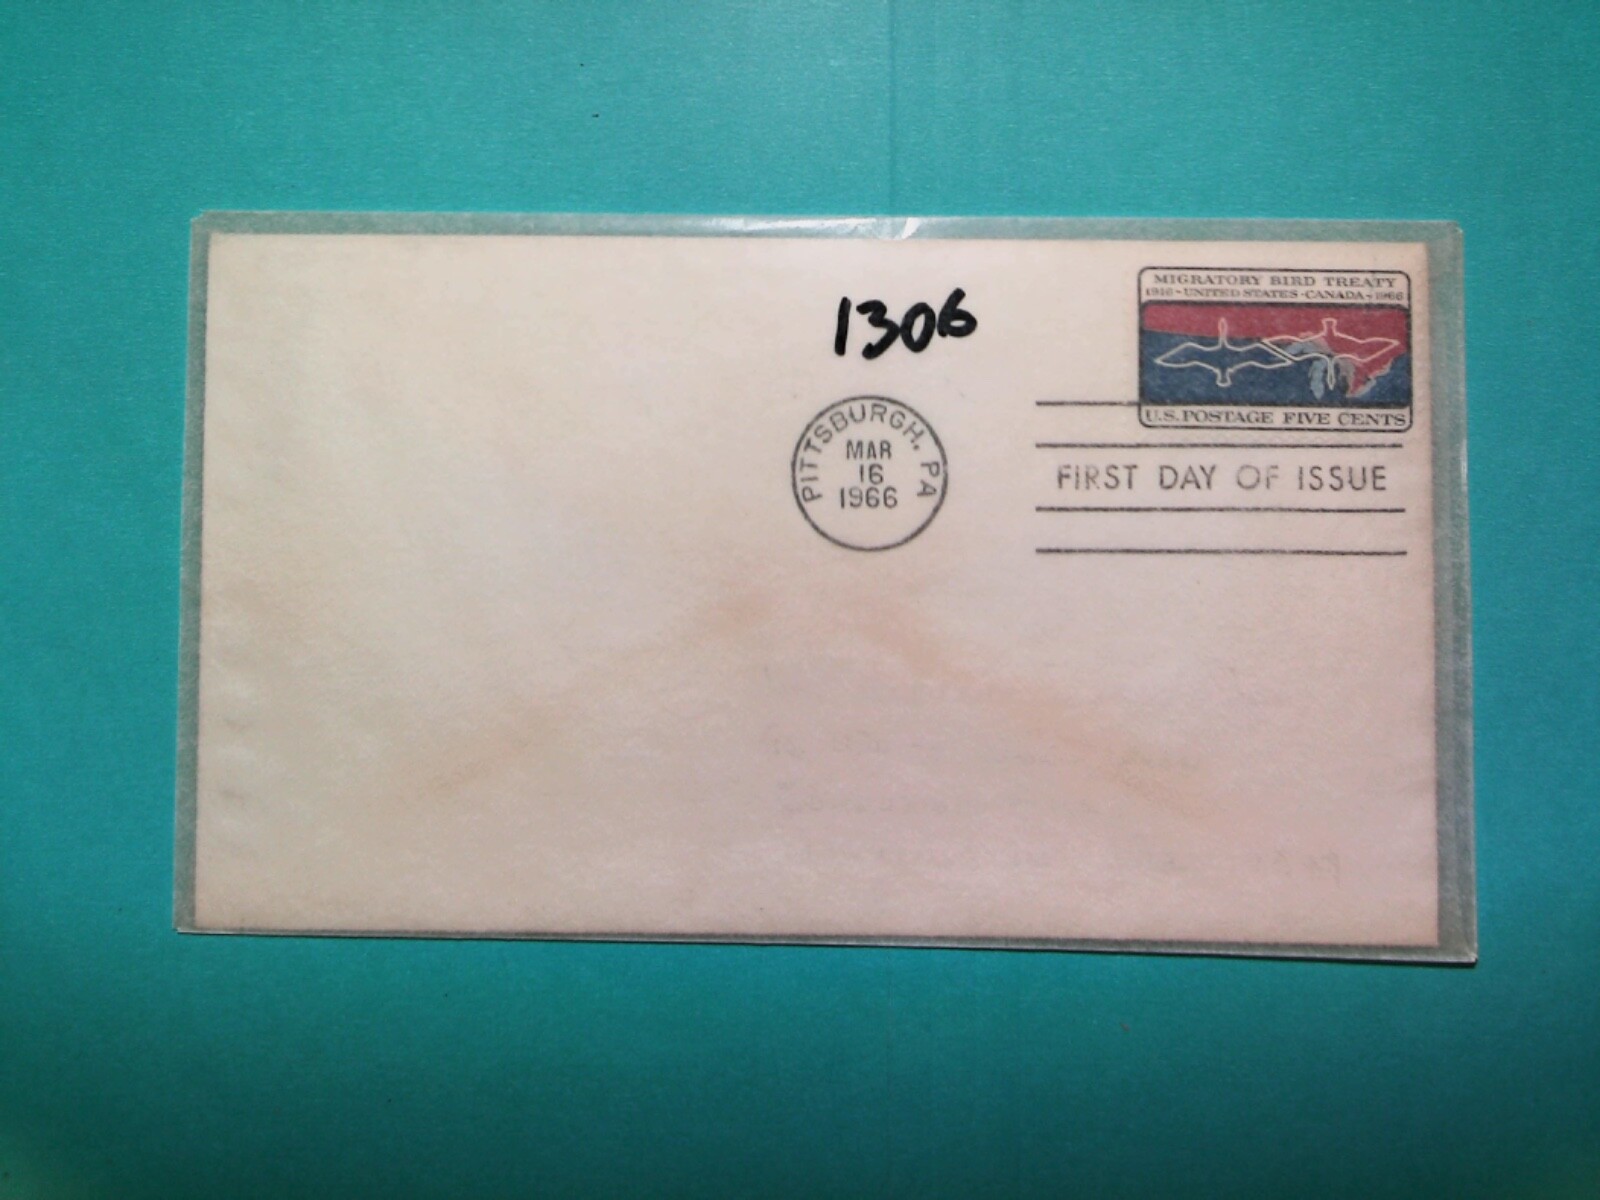 1306
MIGRATORY BIRD TREATY
1916 - UNITED STATES - CANADA - 1966
U.S. POSTAGE FIVE CENTS
PITTSBURGH, PA
MAR
16
1966
FIRST DAY OF ISSUE